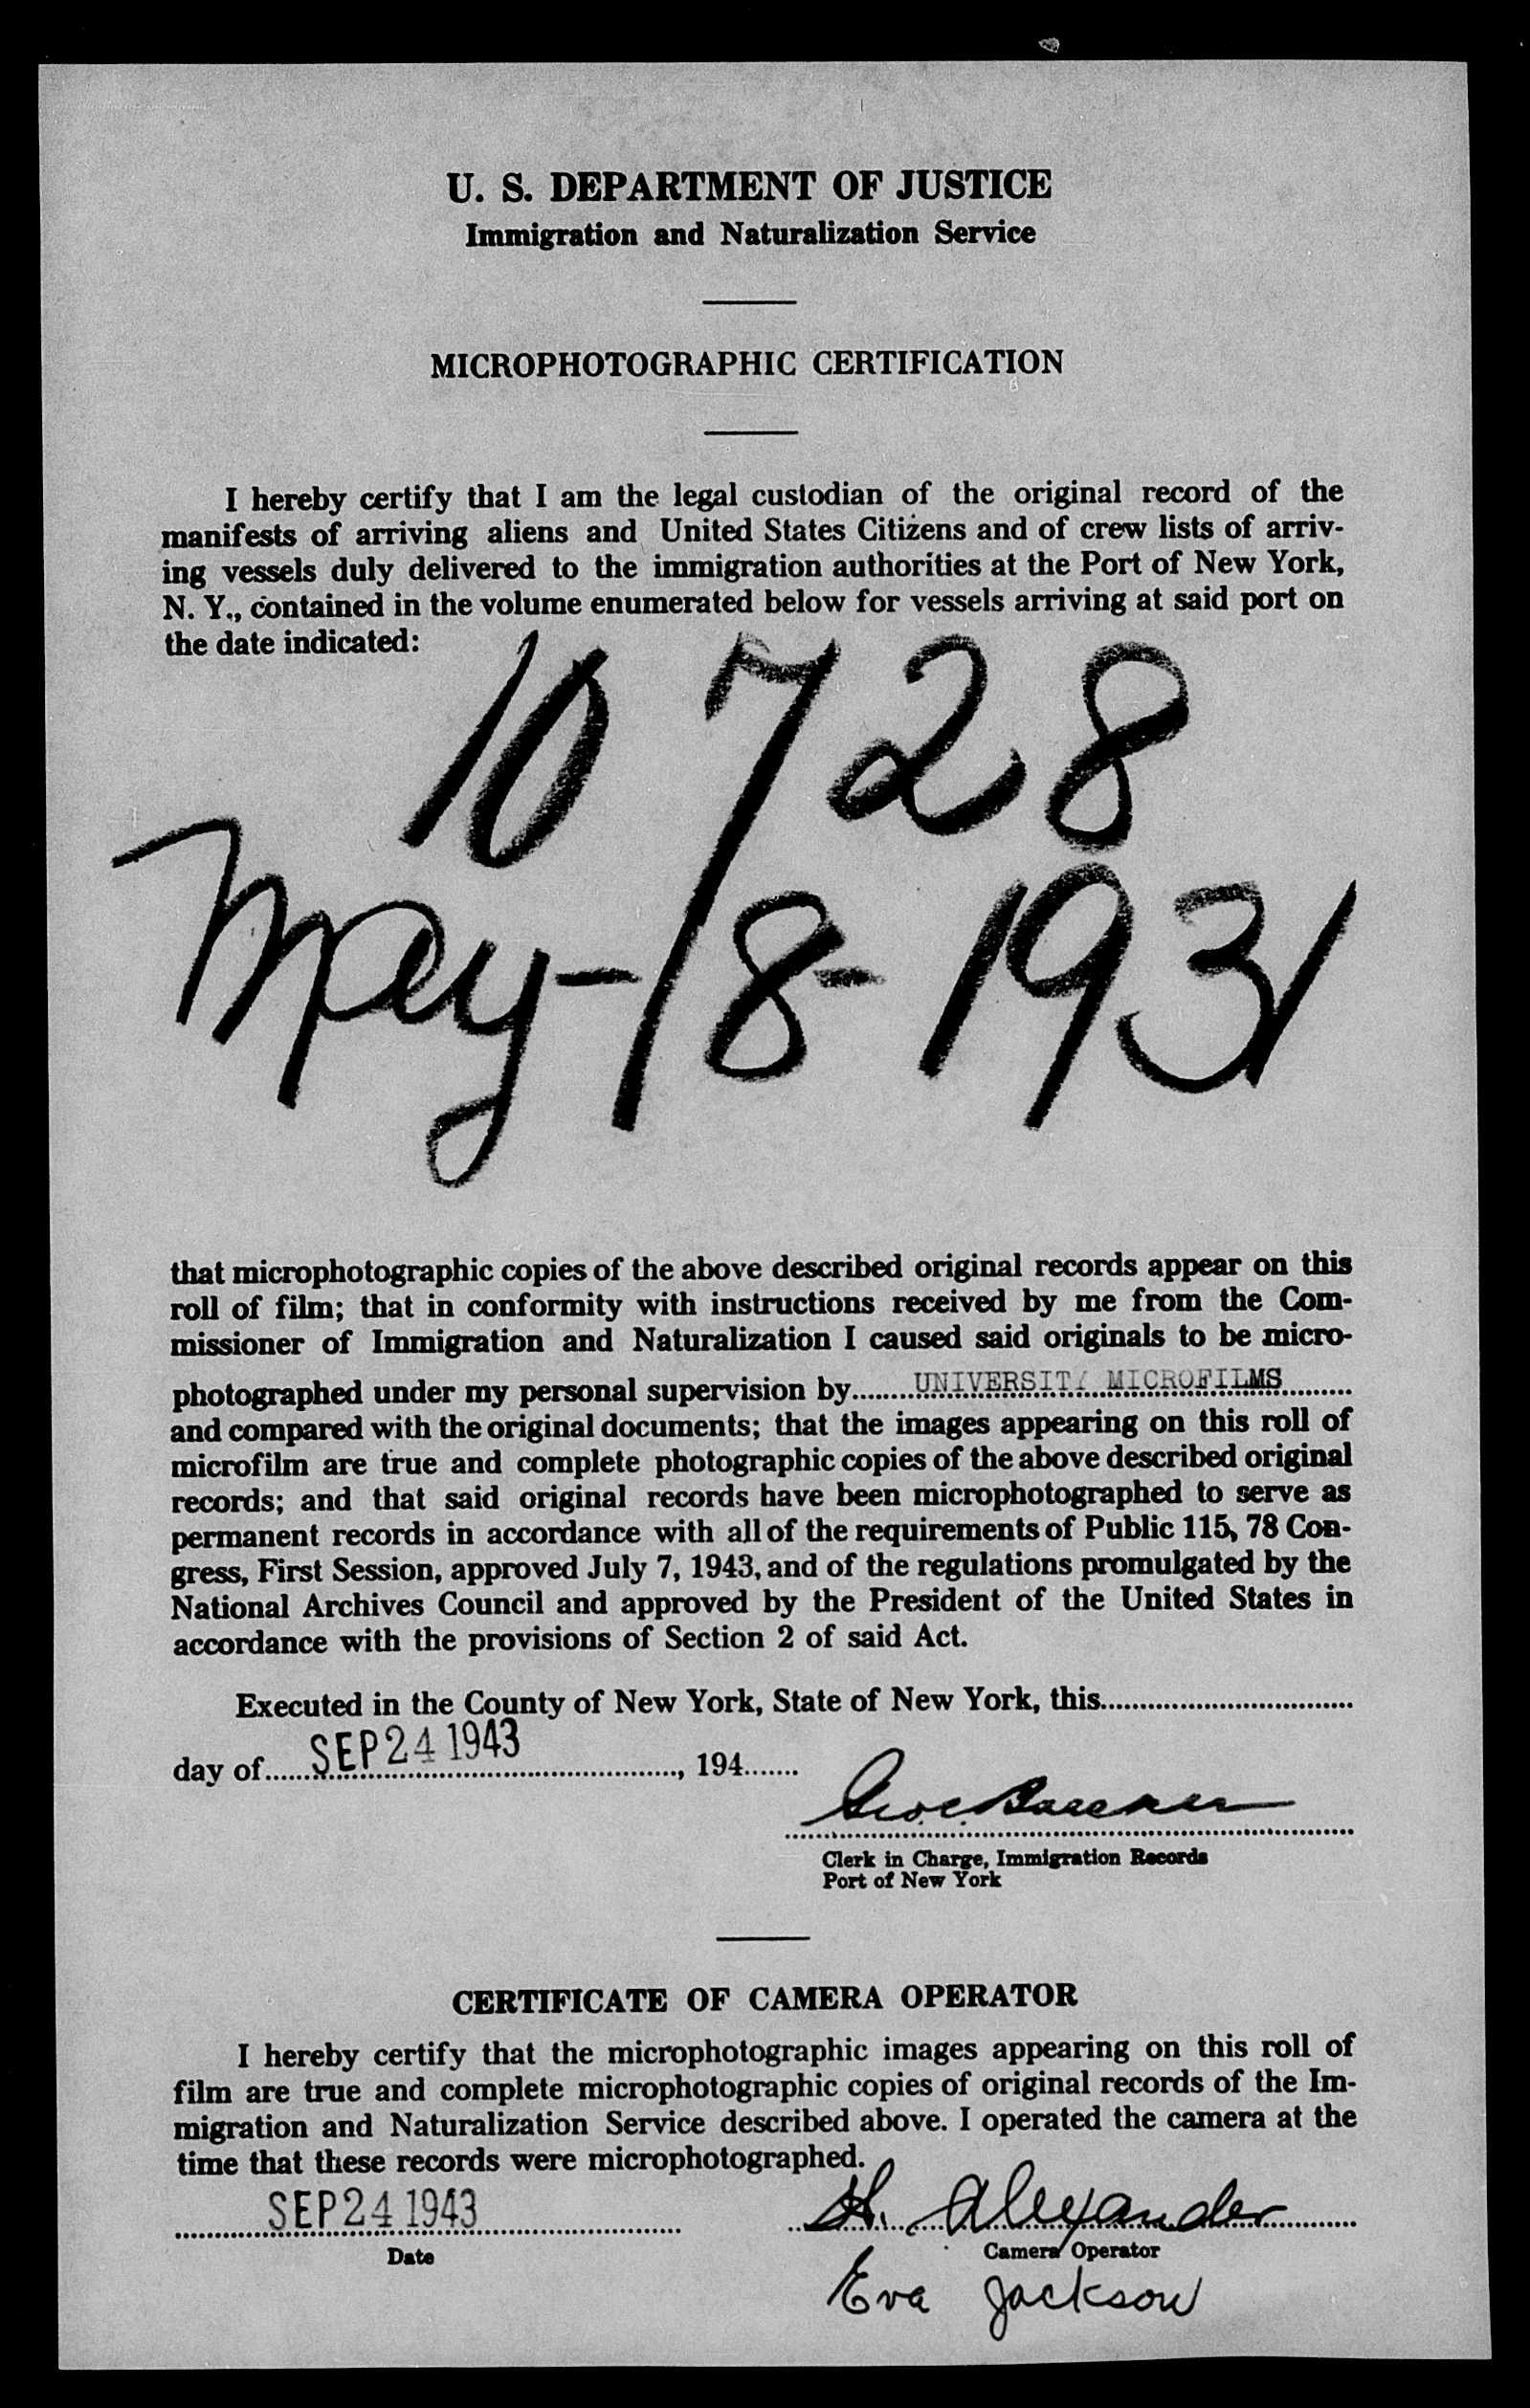 U. S. DEPARTMENT OF JUSTICE
Immigration and Naturalization Service
MICROPHOTOGRAPHIC CERTIFICATION
I hereby certify that I am the legal custodian of the original record of the
manifests of arriving aliens and United States Citizens and of crew lists of arriv-
ing vessels duly delivered to the immigration authorities at the Port of New York,
N. Y., contained in the volume enumerated below for vessels arriving at said port on
the date indicated:
10728
May-18-1931
that microphotographic copies of the above described original records appear on this
roll of film; that in conformity with instructions received by me from the Com-
missioner of Immigration and Naturalization I caused said originals to be micro-
photographed under my personal supervision by........UNIVERSITY MICROFILMS........
and compared with the original documents; that the images appearing on this roll of
microfilm are true and complete photographic copies of the above described original
records; and that said original records have been microphotographed to serve as
permanent records in accordance with all of the requirements of Public 115, 78 Con-
gress, First Session, approved July 7, 1943, and of the regulations promulgated by the
National Archives Council and approved by the President of the United States in
accordance with the provisions of Section 2 of said Act.
Executed in the County of New York, State of New York, this................................
day of......SEP 24 1943......, 194.......
Clerk in Charge, Immigration Records
Port of New York
CERTIFICATE OF CAMERA OPERATOR
I hereby certify that the microphotographic images appearing on this roll of
film are true and complete microphotographic copies of original records of the Im-
migration and Naturalization Service described above. I operated the camera at the
time that these records were microphotographed.
SEP 24 1943 H. Alexander
Date Camera Operator
Eva Jackson